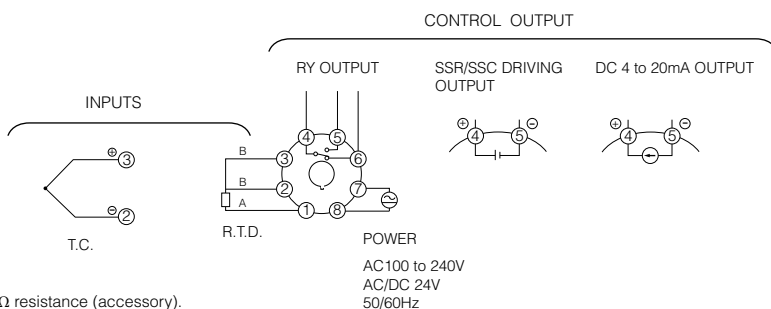 CONTROL OUTPUT
RY OUTPUT
SSR/SSC DRIVING
OUTPUT
DC 4 to 20mA OUTPUT
INPUTS
⊕ 3
⊖ 2
T.C.
B
B
A
R.T.D.
4 5
3 6
2 7
1 8
⊕ ⊖
4 5
⊕ ⊖
4 5
POWER
AC100 to 240V
AC/DC 24V
50/60Hz
Ω resistance (accessory).